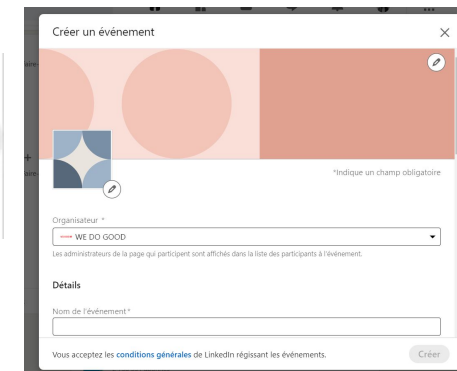 Créer un événement
*Indique un champ obligatoire
Organisateur *
WE DO GOOD
Les administrateurs de la page qui participent sont affichés dans la liste des participants à l'événement.
Détails
Nom de l'événement*
Vous acceptez les conditions générales de LinkedIn régissant les événements.
Créer